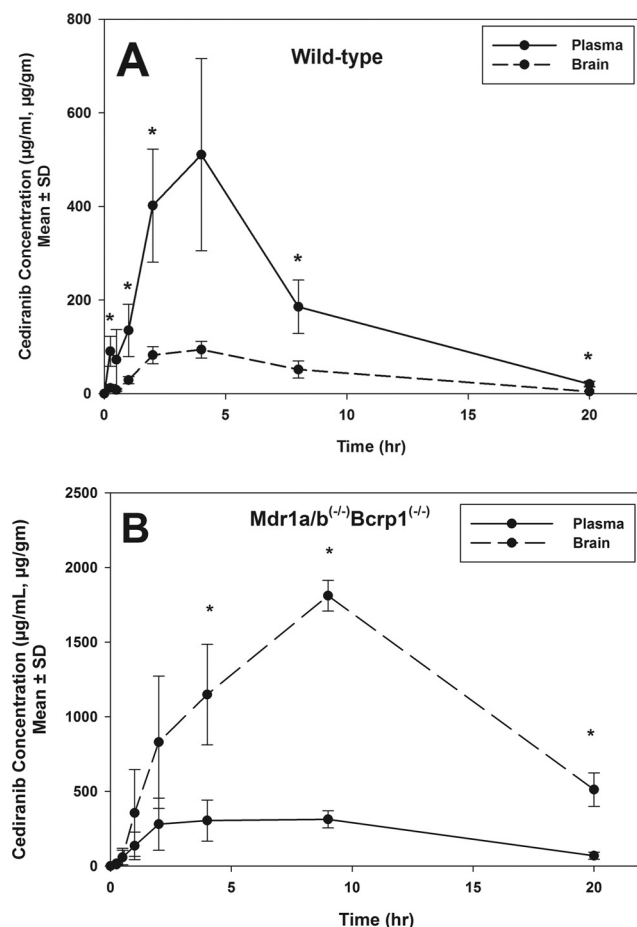 A
Wild-type
Plasma
Brain
Cediranib Concentration (µg/ml, µg/gm)
Mean ± SD
800
600
400
200
0
*
*
*
*
*
0
5
10
15
20
Time (hr)
B
Mdr1a/b(-/-)Bcrp1(-/-)
Plasma
Brain
Cediranib Concentration (µg/mL, µg/gm)
Mean ± SD
2500
2000
1500
1000
500
0
*
*
*
0
5
10
15
20
Time (hr)